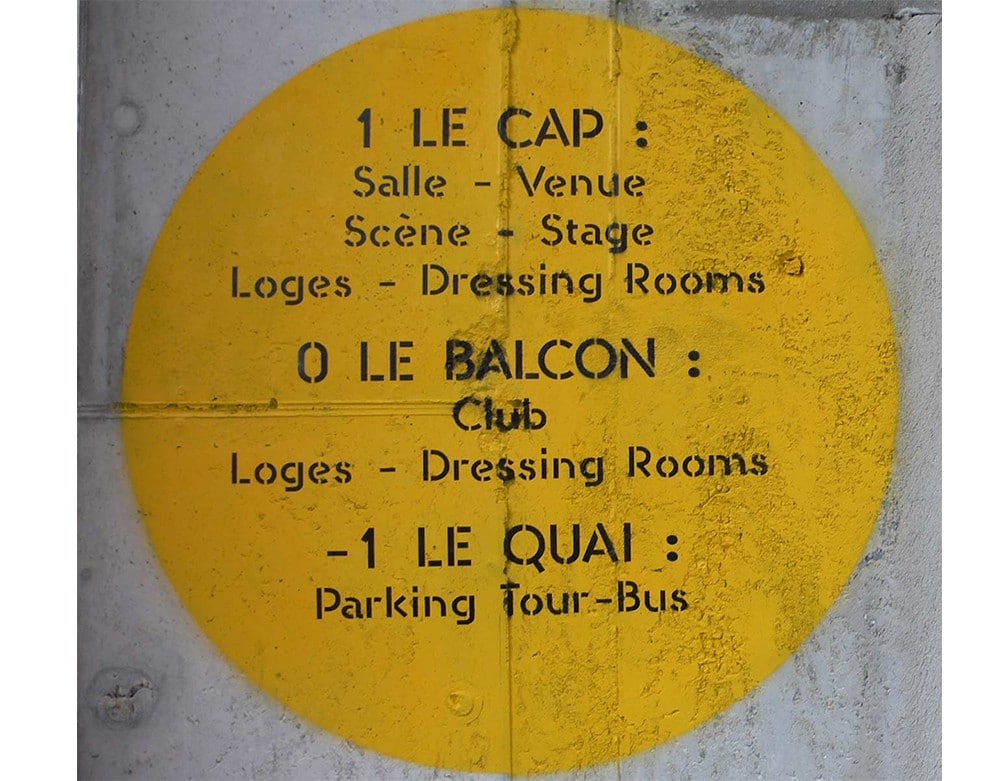 1 LE CAP :
Salle - Venue
Scène - Stage
Loges - Dressing Rooms
0 LE BALCON :
Club
Loges - Dressing Rooms
-1 LE QUAI :
Parking Tour-Bus